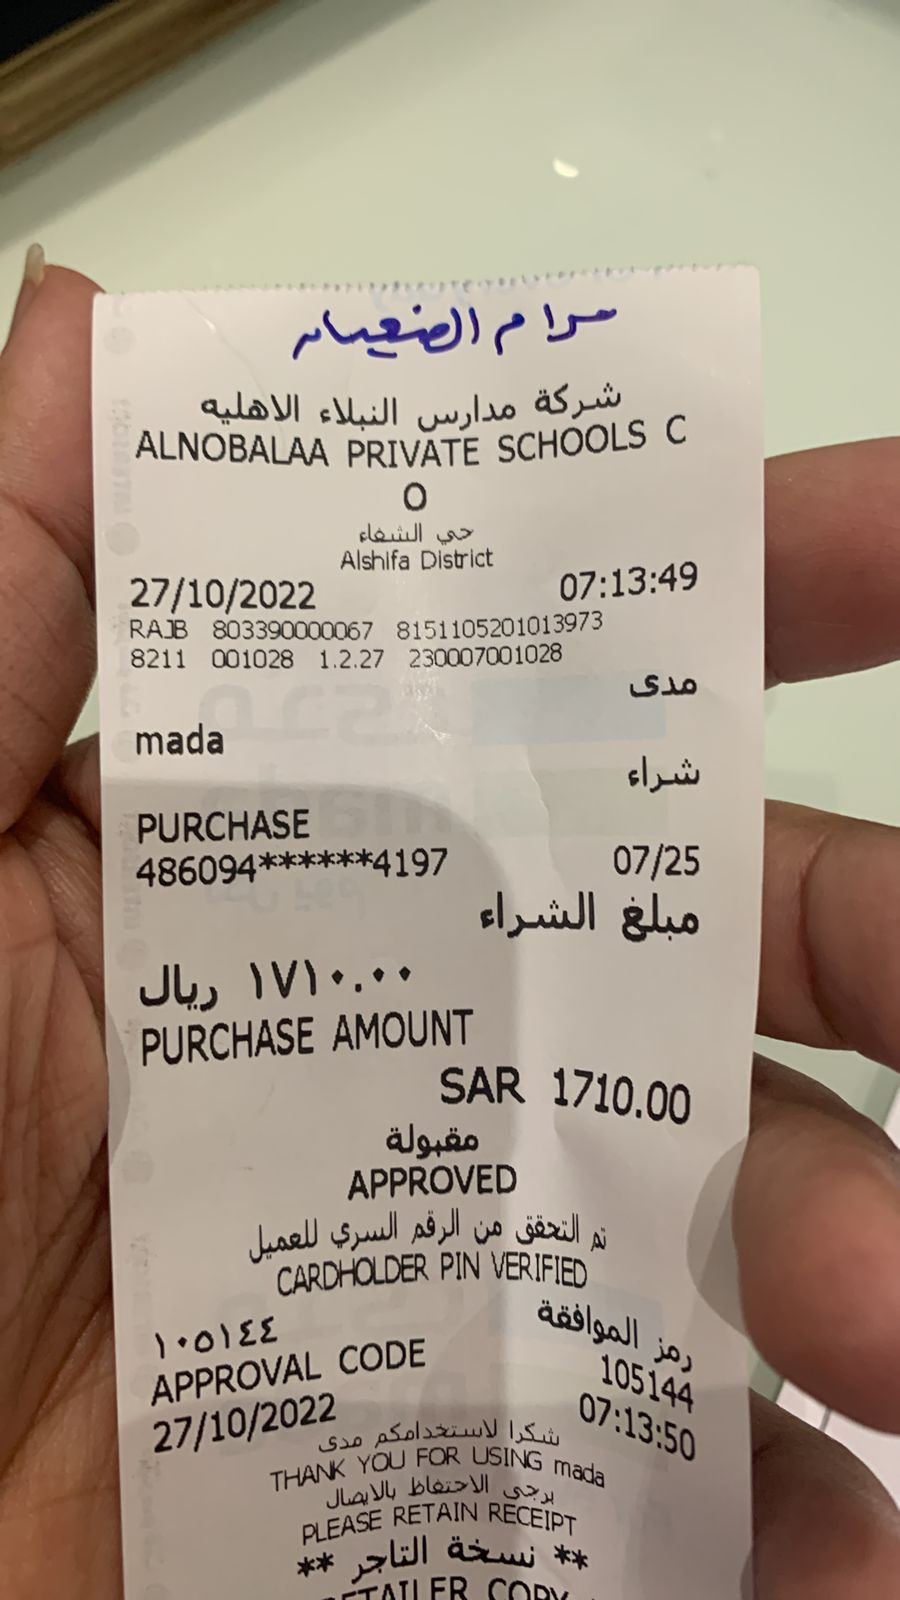 مرام الضعيان
شركة مدارس النبلاء الاهليه
ALNOBALAA PRIVATE SCHOOLS C
O
حي الشفاء
Alshifa District
27/10/2022 07:13:49
RAJB 803390000067 8151105201013973
8211 001028 1.2.27 230007001028
مدى
mada
شراء
PURCHASE
486094******4197 07/25
مبلغ الشراء
١٧١٠.٠٠ ريال
PURCHASE AMOUNT
SAR 1710.00
مقبولة
APPROVED
تم التحقق من الرقم السري للعميل
CARDHOLDER PIN VERIFIED
رمز الموافقة
١٠٥١٤٤
APPROVAL CODE 105144
27/10/2022 07:13:50
شكرا لاستخدامكم مدى
THANK YOU FOR USING mada
يرجى الاحتفاظ بالايصال
PLEASE RETAIN RECEIPT
** نسخة التاجر **
RETAILER COPY